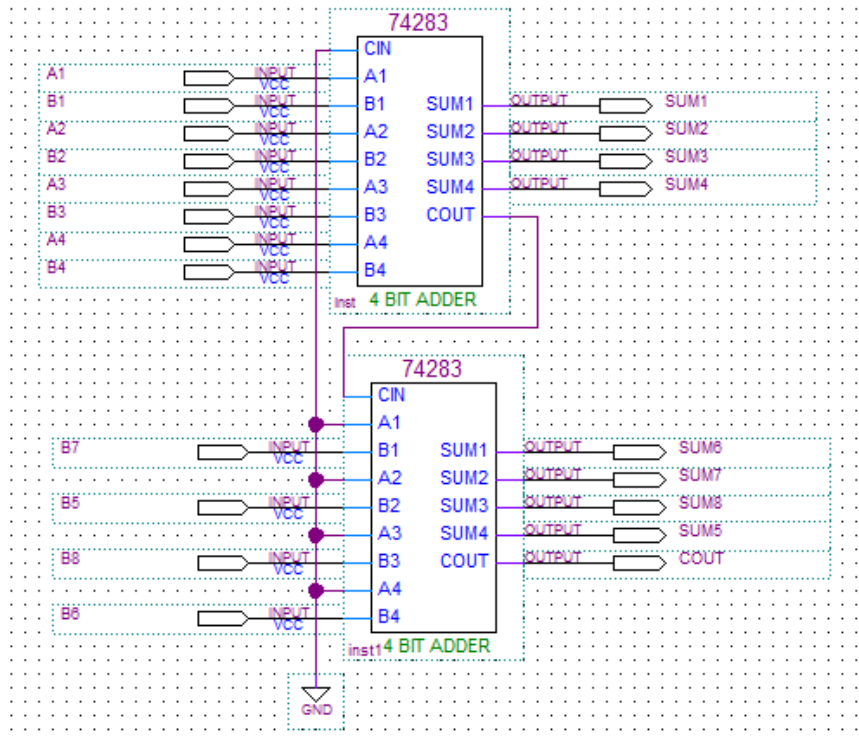 74283
CIN
A1 INPUT VCC A1
B1 INPUT VCC B1 SUM1 OUTPUT SUM1
A2 INPUT VCC A2 SUM2 OUTPUT SUM2
B2 INPUT VCC B2 SUM3 OUTPUT SUM3
A3 INPUT VCC A3 SUM4 OUTPUT SUM4
B3 INPUT VCC B3 COUT
A4 INPUT VCC A4
B4 INPUT VCC B4
inst 4 BIT ADDER
74283
CIN
A1
B7 INPUT VCC B1 SUM1 OUTPUT SUM6
A2 SUM2 OUTPUT SUM7
B5 INPUT VCC B2 SUM3 OUTPUT SUM8
A3 SUM4 OUTPUT SUM5
B8 INPUT VCC B3 COUT OUTPUT COUT
A4
B6 INPUT VCC B4
inst1 4 BIT ADDER
GND